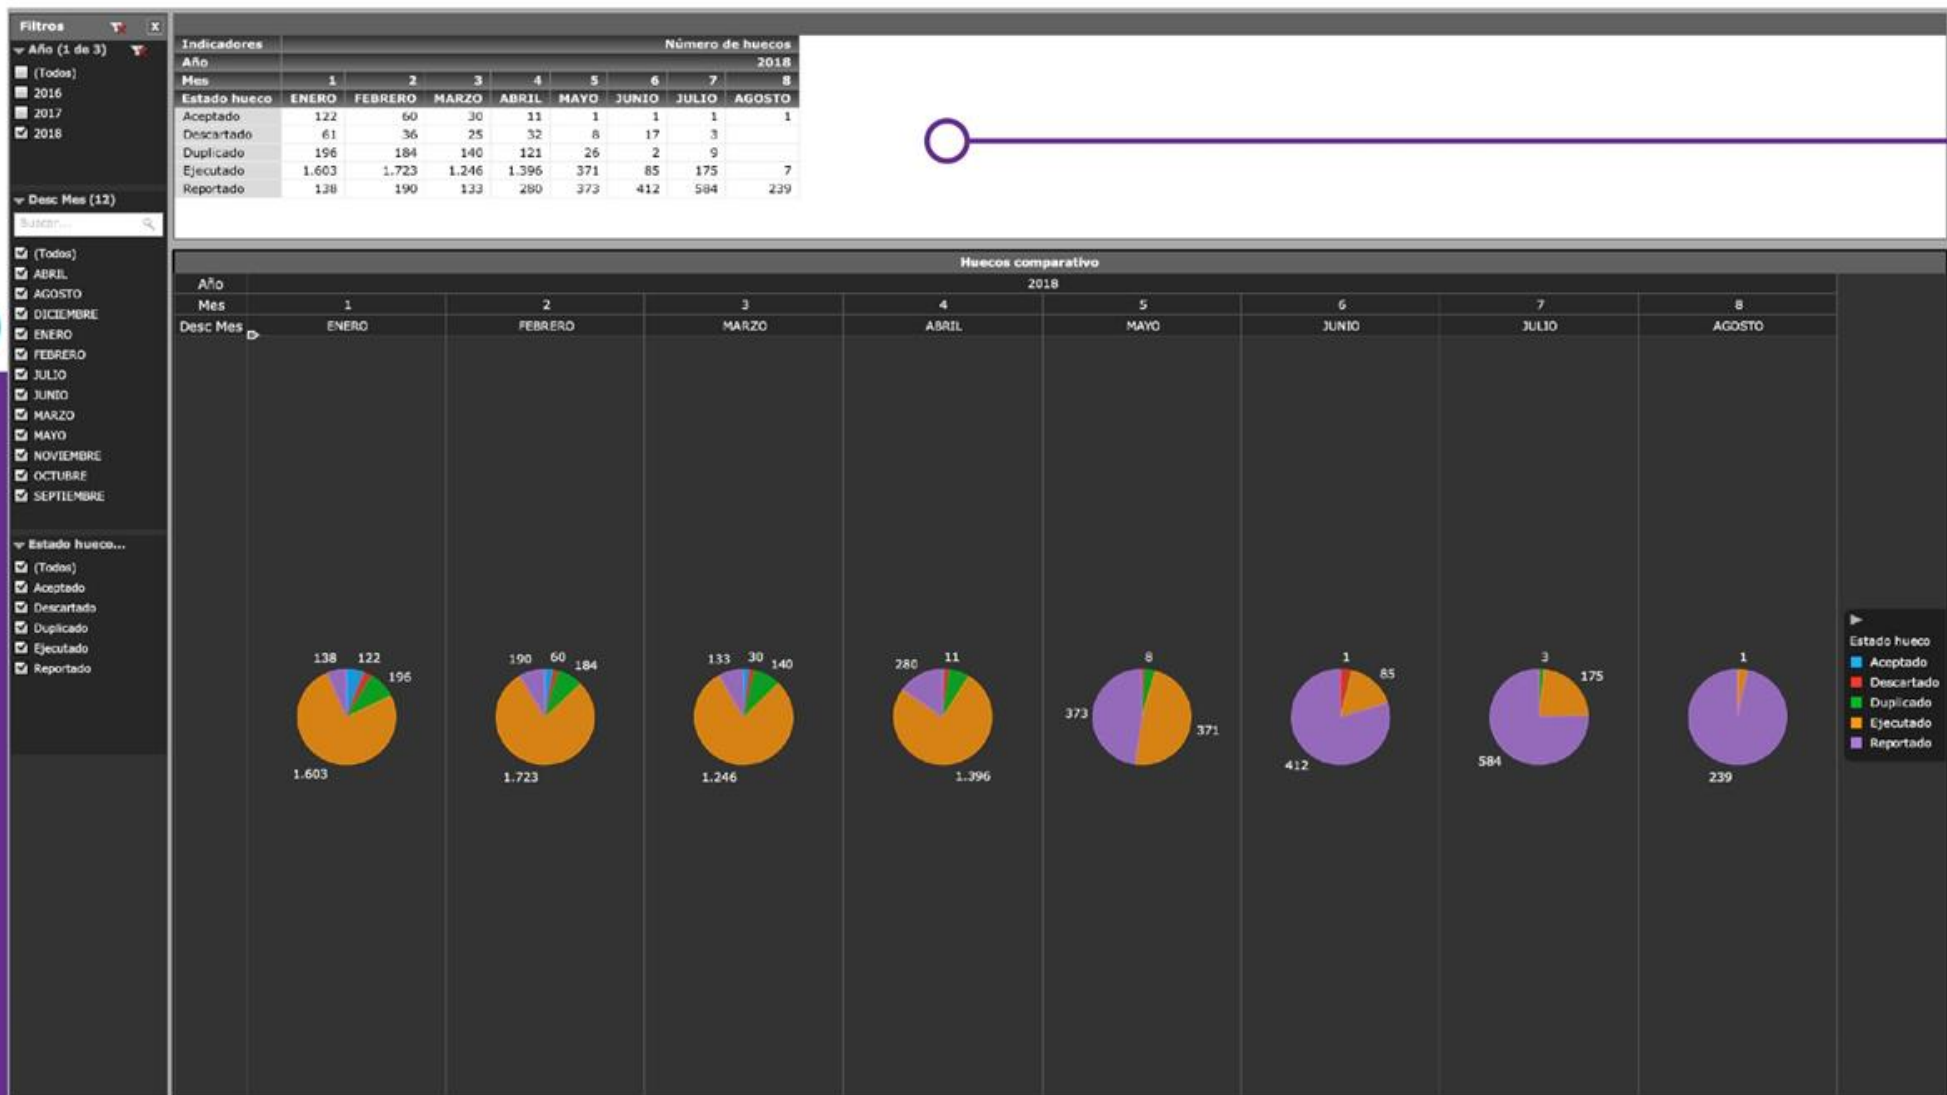 Filtros
Año (1 de 3)
(Todos)
2016
2017
2018
Desc Mes (12)
Buscar...
(Todos)
ABRIL
AGOSTO
DICIEMBRE
ENERO
FEBRERO
JULIO
JUNIO
MARZO
MAYO
NOVIEMBRE
OCTUBRE
SEPTIEMBRE
Estado hueco...
(Todos)
Aceptado
Descartado
Duplicado
Ejecutado
Reportado
Indicadores Número de huecos
Año 2018
Mes 1 2 3 4 5 6 7 8
Estado hueco ENERO FEBRERO MARZO ABRIL MAYO JUNIO JULIO AGOSTO
Aceptado 122 60 30 11 1 1 1 1
Descartado 61 36 25 32 8 17 3
Duplicado 196 184 140 121 26 2 9
Ejecutado 1.603 1.723 1.246 1.396 371 85 175 7
Reportado 138 190 133 280 373 412 584 239
Huecos comparativo
Año 2018
Mes 1 2 3 4 5 6 7 8
Desc Mes ENERO FEBRERO MARZO ABRIL MAYO JUNIO JULIO AGOSTO
138 122 196 1.603
190 60 184 1.723
133 30 140 1.246
280 11 1.396
8 373 371
1 85 412
3 175 584
1 239
Estado hueco
Aceptado
Descartado
Duplicado
Ejecutado
Reportado